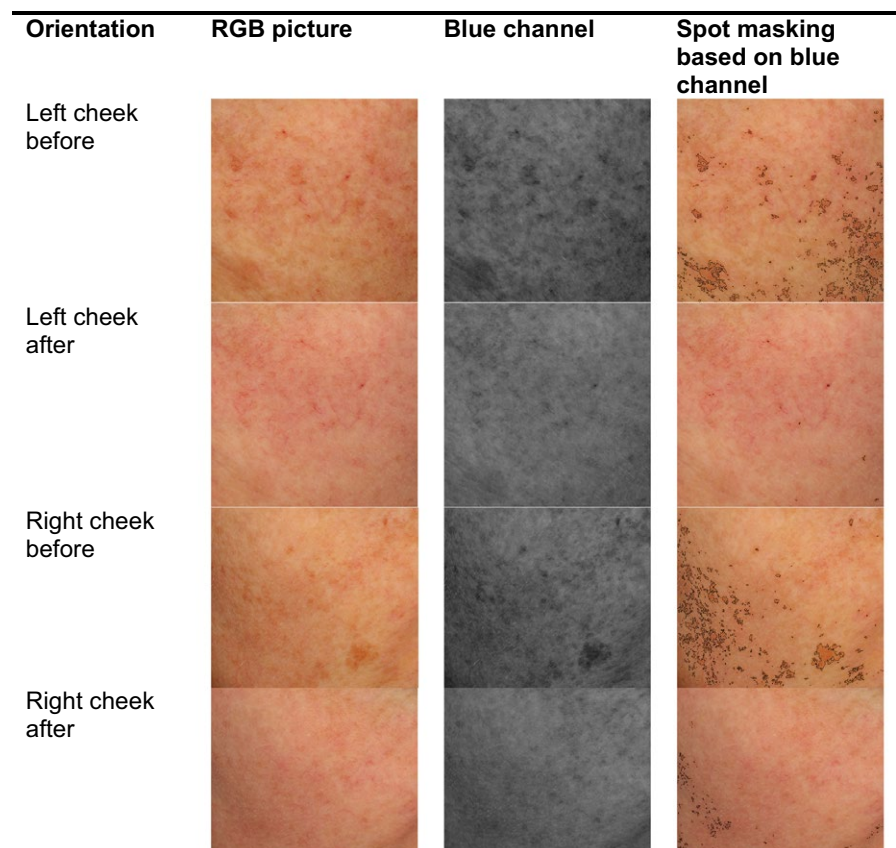 Orientation RGB picture Blue channel Spot masking
based on blue
channel
Left cheek
before
Left cheek
after
Right cheek
before
Right cheek
after